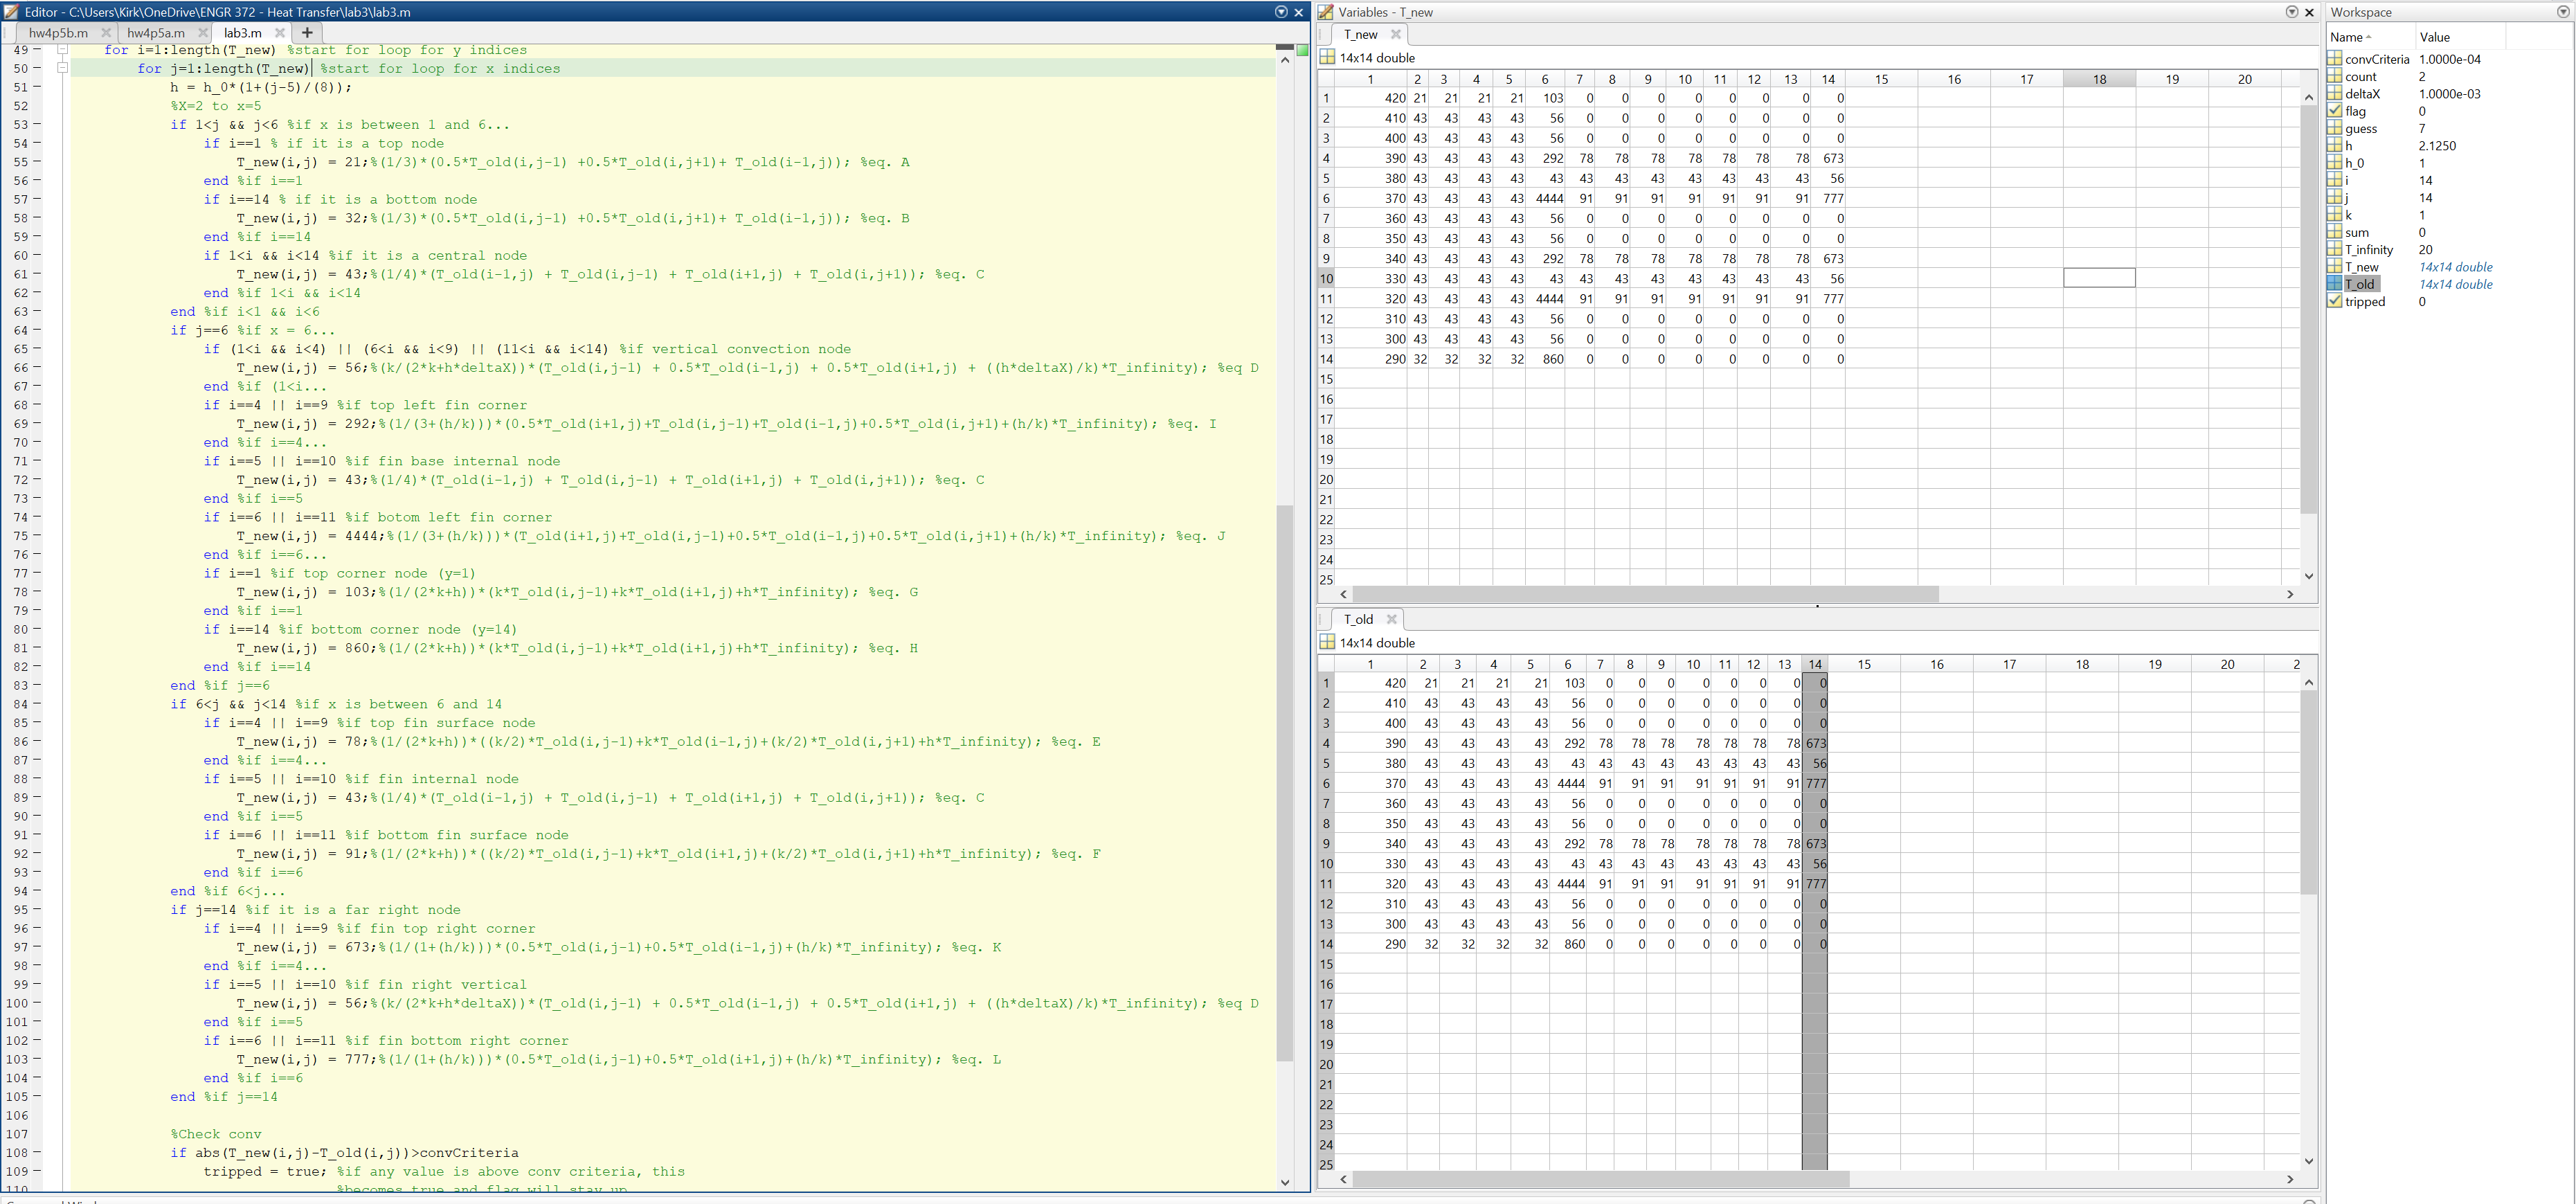 Editor - C:\Users\Kirk\OneDrive\ENGR 372 - Heat Transfer\lab3\lab3.m
hw4p5b.m hw4p5a.m lab3.m
49 for i=1:length(T_new) %start for loop for y indices
50 for j=1:length(T_new) %start for loop for x indices
51 h = h_0*(1+(j-5)/(8));
52 %X=2 to x=5
53 if 1<j && j<6 %if x is between 1 and 6...
54 if i==1 % if it is a top node
55 T_new(i,j) = 21;%(1/3)*(0.5*T_old(i,j-1) +0.5*T_old(i,j+1)+ T_old(i-1,j)); %eq. A
56 end %if i==1
57 if i==14 % if it is a bottom node
58 T_new(i,j) = 32;%(1/3)*(0.5*T_old(i,j-1) +0.5*T_old(i,j+1)+ T_old(i-1,j)); %eq. B
59 end %if i==14
60 if 1<i && i<14 %if it is a central node
61 T_new(i,j) = 43;%(1/4)*(T_old(i-1,j) + T_old(i,j-1) + T_old(i+1,j) + T_old(i,j+1)); %eq. C
62 end %if 1<i && i<14
63 end %if i<1 && i<6
64 if j==6 %if x = 6...
65 if (1<i && i<4) || (6<i && i<9) || (11<i && i<14) %if vertical convection node
66 T_new(i,j) = 56;%(k/(2*k+h*deltaX))*(T_old(i,j-1) + 0.5*T_old(i-1,j) + 0.5*T_old(i+1,j) + ((h*deltaX)/k)*T_infinity); %eq D
67 end %if (1<i...
68 if i==4 || i==9 %if top left fin corner
69 T_new(i,j) = 292;%(1/(3+(h/k)))*(0.5*T_old(i+1,j)+T_old(i,j-1)+T_old(i-1,j)+0.5*T_old(i,j+1)+(h/k)*T_infinity); %eq. I
70 end %if i==4...
71 if i==5 || i==10 %if fin base internal node
72 T_new(i,j) = 43;%(1/4)*(T_old(i-1,j) + T_old(i,j-1) + T_old(i+1,j) + T_old(i,j+1)); %eq. C
73 end %if i==5
74 if i==6 || i==11 %if botom left fin corner
75 T_new(i,j) = 4444;%(1/(3+(h/k)))*(T_old(i+1,j)+T_old(i,j-1)+0.5*T_old(i-1,j)+0.5*T_old(i,j+1)+(h/k)*T_infinity); %eq. J
76 end %if i==6...
77 if i==1 %if top corner node (y=1)
78 T_new(i,j) = 103;%(1/(2*k+h))*(k*T_old(i,j-1)+k*T_old(i+1,j)+h*T_infinity); %eq. G
79 end %if i==1
80 if i==14 %if bottom corner node (y=14)
81 T_new(i,j) = 860;%(1/(2*k+h))*(k*T_old(i,j-1)+k*T_old(i+1,j)+h*T_infinity); %eq. H
82 end %if i==14
83 end %if j==6
84 if 6<j && j<14 %if x is between 6 and 14
85 if i==4 || i==9 %if top fin surface node
86 T_new(i,j) = 78;%(1/(2*k+h))*((k/2)*T_old(i,j-1)+k*T_old(i-1,j)+(k/2)*T_old(i,j+1)+h*T_infinity); %eq. E
87 end %if i==4...
88 if i==5 || i==10 %if fin internal node
89 T_new(i,j) = 43;%(1/4)*(T_old(i-1,j) + T_old(i,j-1) + T_old(i+1,j) + T_old(i,j+1)); %eq. C
90 end %if i==5
91 if i==6 || i==11 %if bottom fin surface node
92 T_new(i,j) = 91;%(1/(2*k+h))*((k/2)*T_old(i,j-1)+k*T_old(i+1,j)+(k/2)*T_old(i,j+1)+h*T_infinity); %eq. F
93 end %if i==6
94 end %if 6<j...
95 if j==14 %if it is a far right node
96 if i==4 || i==9 %if fin top right corner
97 T_new(i,j) = 673;%(1/(1+(h/k)))*(0.5*T_old(i,j-1)+0.5*T_old(i-1,j)+(h/k)*T_infinity); %eq. K
98 end %if i==4...
99 if i==5 || i==10 %if fin right vertical
100 T_new(i,j) = 56;%(k/(2*k+h*deltaX))*(T_old(i,j-1) + 0.5*T_old(i-1,j) + 0.5*T_old(i+1,j) + ((h*deltaX)/k)*T_infinity); %eq D
101 end %if i==5
102 if i==6 || i==11 %if fin bottom right corner
103 T_new(i,j) = 777;%(1/(1+(h/k)))*(0.5*T_old(i,j-1)+0.5*T_old(i+1,j)+(h/k)*T_infinity); %eq. L
104 end %if i==6
105 end %if j==14
106
107 %Check conv
108 if abs(T_new(i,j)-T_old(i,j))>convCriteria
109 tripped = true; %if any value is above conv criteria, this
110 %becomes true and flag will stay up
Variables - T_new
T_new
14x14 double
1 2 3 4 5 6 7 8 9 10 11 12 13 14 15 16 17 18 19 20
1 420 21 21 21 21 103 0 0 0 0 0 0 0 0
2 410 43 43 43 43 56 0 0 0 0 0 0 0 0
3 400 43 43 43 43 56 0 0 0 0 0 0 0 0
4 390 43 43 43 43 292 78 78 78 78 78 78 78 673
5 380 43 43 43 43 43 43 43 43 43 43 43 43 56
6 370 43 43 43 43 4444 91 91 91 91 91 91 91 777
7 360 43 43 43 43 56 0 0 0 0 0 0 0 0
8 350 43 43 43 43 56 0 0 0 0 0 0 0 0
9 340 43 43 43 43 292 78 78 78 78 78 78 78 673
10 330 43 43 43 43 43 43 43 43 43 43 43 43 56
11 320 43 43 43 43 4444 91 91 91 91 91 91 91 777
12 310 43 43 43 43 56 0 0 0 0 0 0 0 0
13 300 43 43 43 43 56 0 0 0 0 0 0 0 0
14 290 32 32 32 32 860 0 0 0 0 0 0 0 0
15
16
17
18
19
20
21
22
23
24
25
T_old
14x14 double
1 2 3 4 5 6 7 8 9 10 11 12 13 14 15 16 17 18 19 20 2
1 420 21 21 21 21 103 0 0 0 0 0 0 0 0
2 410 43 43 43 43 56 0 0 0 0 0 0 0 0
3 400 43 43 43 43 56 0 0 0 0 0 0 0 0
4 390 43 43 43 43 292 78 78 78 78 78 78 78 673
5 380 43 43 43 43 43 43 43 43 43 43 43 43 56
6 370 43 43 43 43 4444 91 91 91 91 91 91 91 777
7 360 43 43 43 43 56 0 0 0 0 0 0 0 0
8 350 43 43 43 43 56 0 0 0 0 0 0 0 0
9 340 43 43 43 43 292 78 78 78 78 78 78 78 673
10 330 43 43 43 43 43 43 43 43 43 43 43 43 56
11 320 43 43 43 43 4444 91 91 91 91 91 91 91 777
12 310 43 43 43 43 56 0 0 0 0 0 0 0 0
13 300 43 43 43 43 56 0 0 0 0 0 0 0 0
14 290 32 32 32 32 860 0 0 0 0 0 0 0 0
15
16
17
18
19
20
21
22
23
24
25
Workspace
Name Value
convCriteria 1.0000e-04
count 2
deltaX 1.0000e-03
flag 0
guess 7
h 2.1250
h_0 1
i 14
j 14
k 1
sum 0
T_infinity 20
T_new 14x14 double
T_old 14x14 double
tripped 0